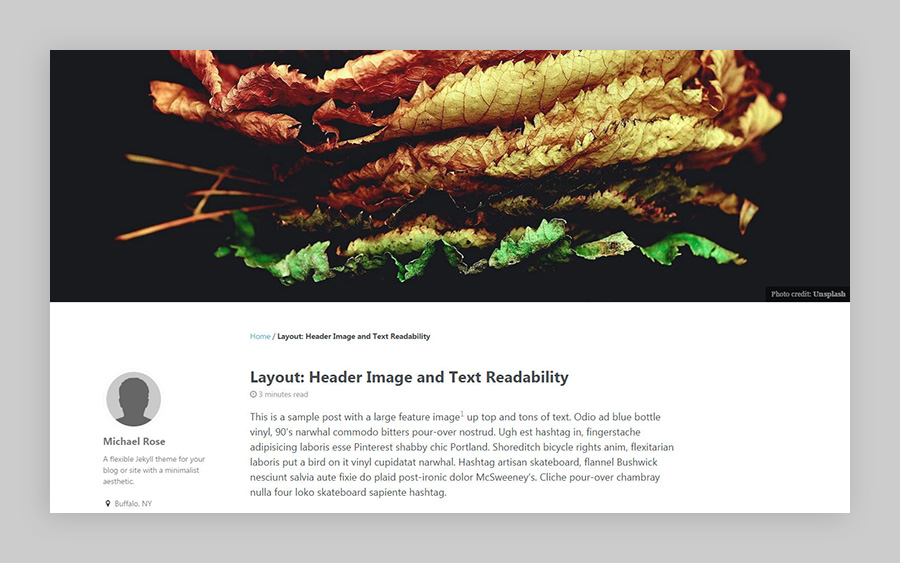 Photo credit: Unsplash
Home / Layout: Header Image and Text Readability
Michael Rose
A flexible Jekyll theme for your
blog or site with a minimalist
aesthetic.
Buffalo, NY
Layout: Header Image and Text Readability
3 minutes read
This is a sample post with a large feature image1 up top and tons of text. Odio ad blue bottle
vinyl, 90's narwhal commodo bitters pour-over nostrud. Ugh est hashtag in, fingerstache
adipisicing laboris esse Pinterest shabby chic Portland. Shoreditch bicycle rights anim, flexitarian
laboris put a bird on it vinyl cupidatat narwhal. Hashtag artisan skateboard, flannel Bushwick
nesciunt salvia aute fixie do plaid post-ironic dolor McSweeney's. Cliche pour-over chambray
nulla four loko skateboard sapiente hashtag.